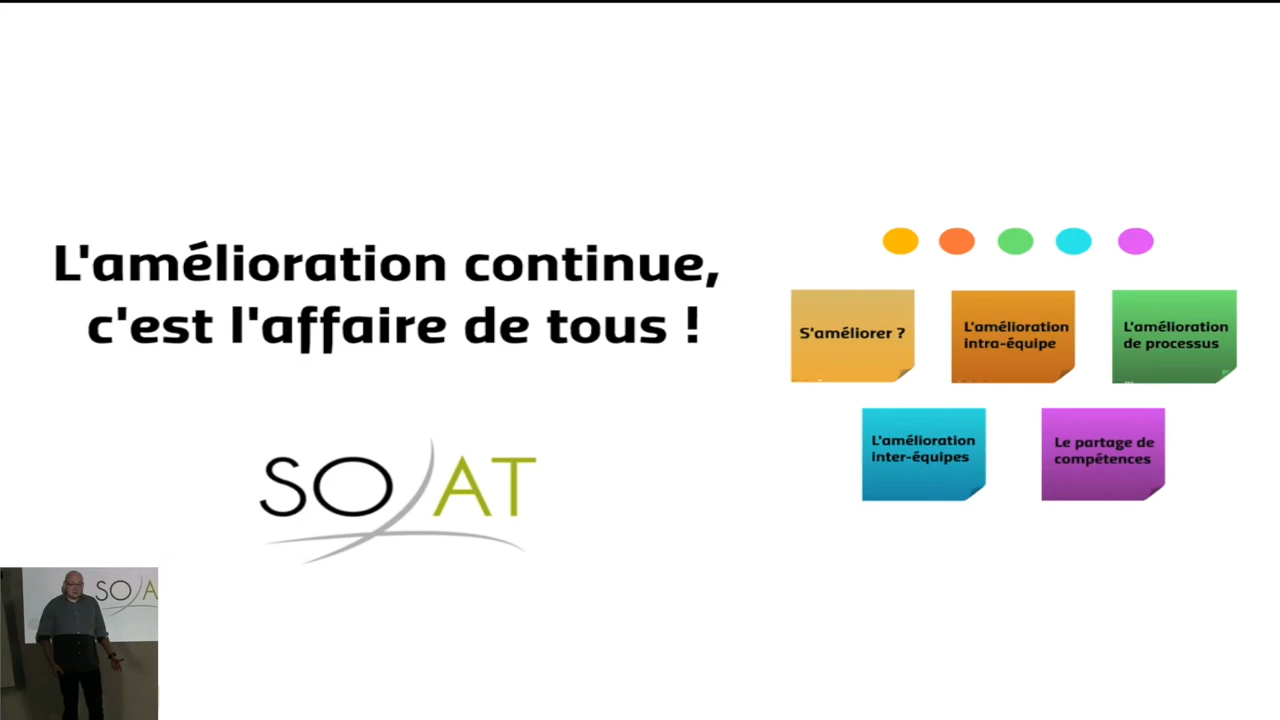 L'amélioration continue,
c'est l'affaire de tous !
SOAT
S'améliorer ?
L'amélioration
intra-équipe
L'amélioration
de processus
L'amélioration
inter-équipes
Le partage de
compétences
SO A